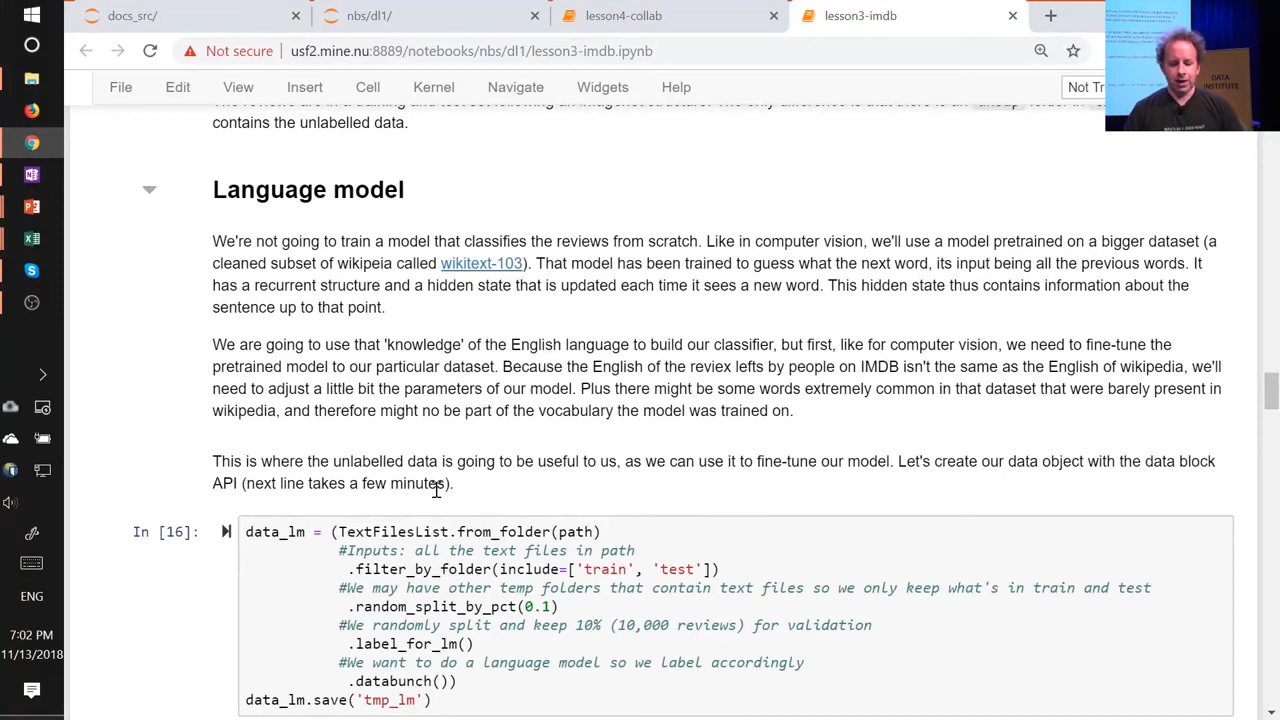 docs_src/
nbs/dl1/
lesson4-collab
lesson3-imdb
Not secure
usf2.minemsu:8889/
nbs/
lesson3-imdb.ipynb
File Edit View Insert Cell Kern Navigate Widgets Help Not Tr
DATA
INSTITUTE
contains the unlabelled data.
Language model
We're not going to train a model that classifies the reviews from scratch. Like in computer vision, we'll use a model pretrained on a bigger dataset (a
cleaned subset of wikipeia called wikitext-103). That model has been trained to guess what the next word, its input being all the previous words. It
has a recurrent structure and a hidden state that is updated each time it sees a new word. This hidden state thus contains information about the
sentence up to that point.
We are going to use that 'knowledge' of the English language to build our classifier, but first, like for computer vision, we need to fine-tune the
pretrained model to our particular dataset. Because the English of the reviex lefts by people on IMDB isn't the same as the English of wikipedia, we'll
need to adjust a little bit the parameters of our model. Plus there might be some words extremely common in that dataset that were barely present in
wikipedia, and therefore might no be part of the vocabulary the model was trained on.
This is where the unlabelled data is going to be useful to us, as we can use it to fine-tune our model. Let's create our data object with the data block
API (next line takes a few minutes).
In [16]: data_lm = (TextFilesList.from_folder(path)
#Inputs: all the text files in path
.filter_by_folder(include=['train', 'test'])
#We may have other temp folders that contain text files so we only keep what's in train and test
.random_split_by_pct(0.1)
#We randomly split and keep 10% (10,000 reviews) for validation
.label_for_lm()
#We want to do a language model so we label accordingly
.databunch())
data_lm.save('tmp_lm')
ENG
7:02 PM
11/13/2018